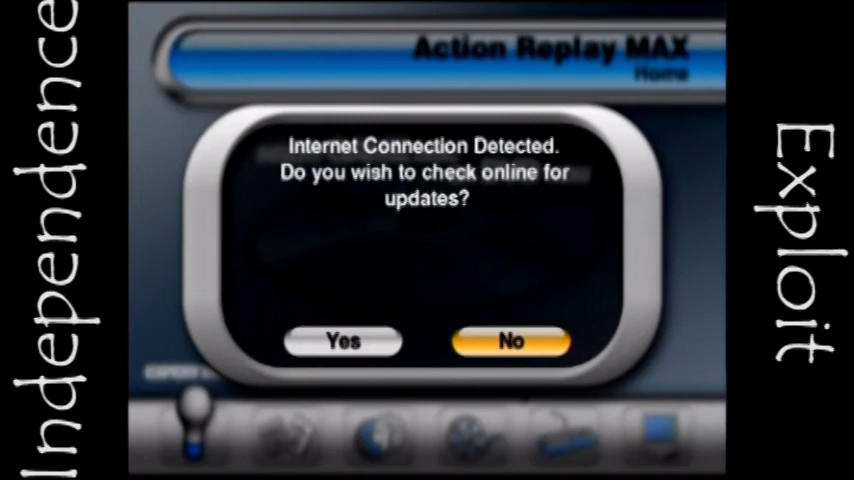 Independence
Action Replay MAX
Home
Internet Connection Detected.
Do you wish to check online for
updates?
Yes
No
Exploit